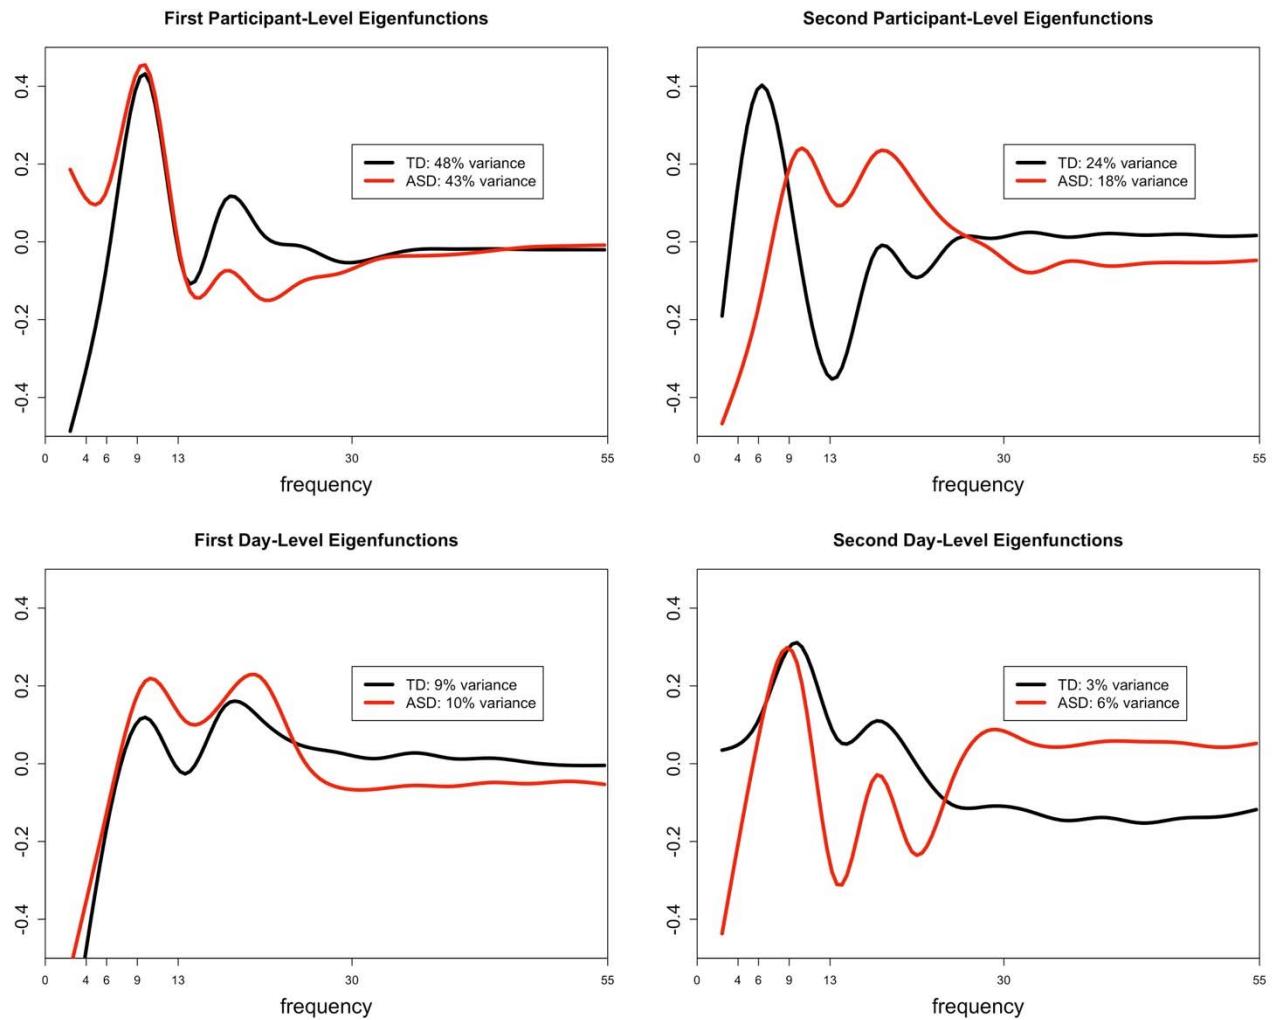 First Participant-Level Eigenfunctions
0.4
0.2
0.0
-0.2
-0.4
TD: 48% variance
ASD: 43% variance
0 4 6 9 13 30 55
frequency
Second Participant-Level Eigenfunctions
0.4
0.2
0.0
-0.2
-0.4
TD: 24% variance
ASD: 18% variance
0 4 6 9 13 30 55
frequency
First Day-Level Eigenfunctions
0.4
0.2
0.0
-0.2
-0.4
TD: 9% variance
ASD: 10% variance
0 4 6 9 13 30 55
frequency
Second Day-Level Eigenfunctions
0.4
0.2
0.0
-0.2
-0.4
TD: 3% variance
ASD: 6% variance
0 4 6 9 13 30 55
frequency